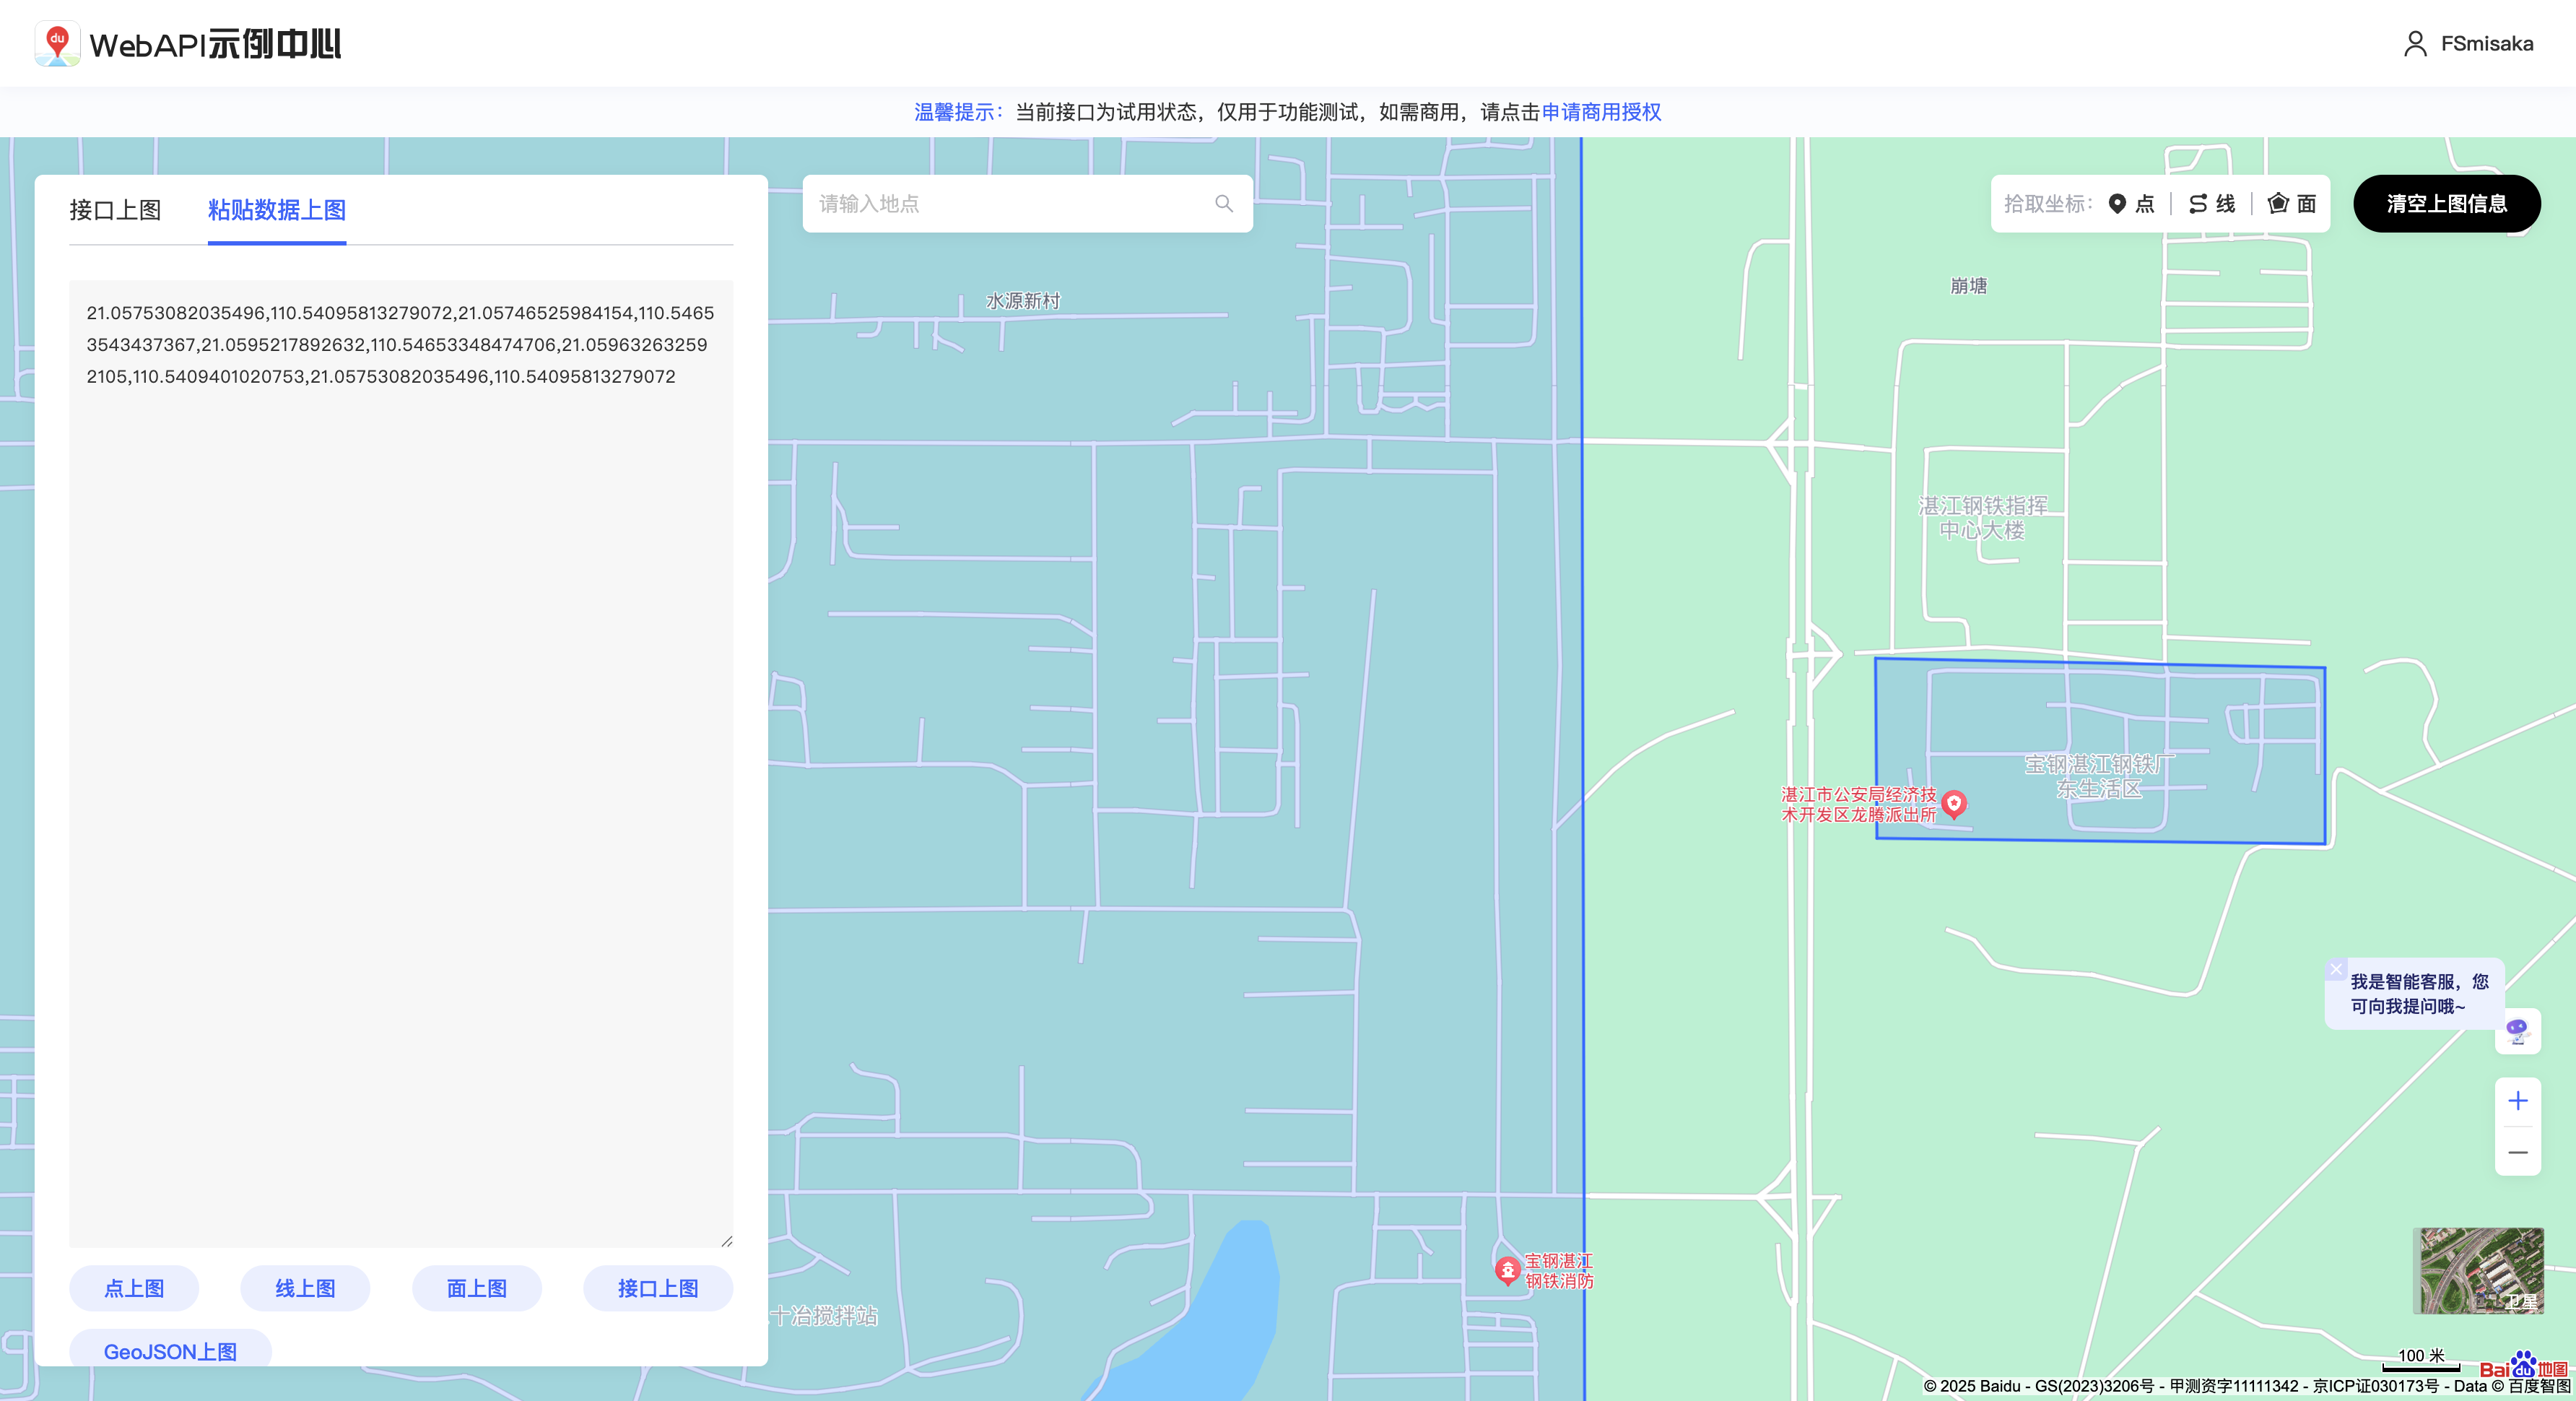 du WebAPI示例中心
FSmisaka
温馨提示：当前接口为试用状态，仅用于功能测试，如需商用，请点击申请商用授权
接口上图 粘贴数据上图
请输入地点
拾取坐标： 点 线 面
清空上图信息
21.05753082035496,110.54095813279072,21.05746525984154,110.5465
3543437367,21.0595217892632,110.54653348474706,21.05963263259
2105,110.5409401020753,21.05753082035496,110.54095813279072
水源新村
崩塘
湛江钢铁指挥
中心大楼
宝钢湛江钢铁厂
东生活区
湛江市公安局经济技
术开发区龙腾派出所
我是智能客服，您
可向我提问哦~
宝钢湛江
钢铁消防
十冶搅拌站
点上图 线上图 面上图 接口上图
GeoJSON上图
卫星
100 米
Bai du 地图
© 2025 Baidu - GS(2023)3206号 - 甲测资字11111342 - 京ICP证030173号 - Data © 百度智图